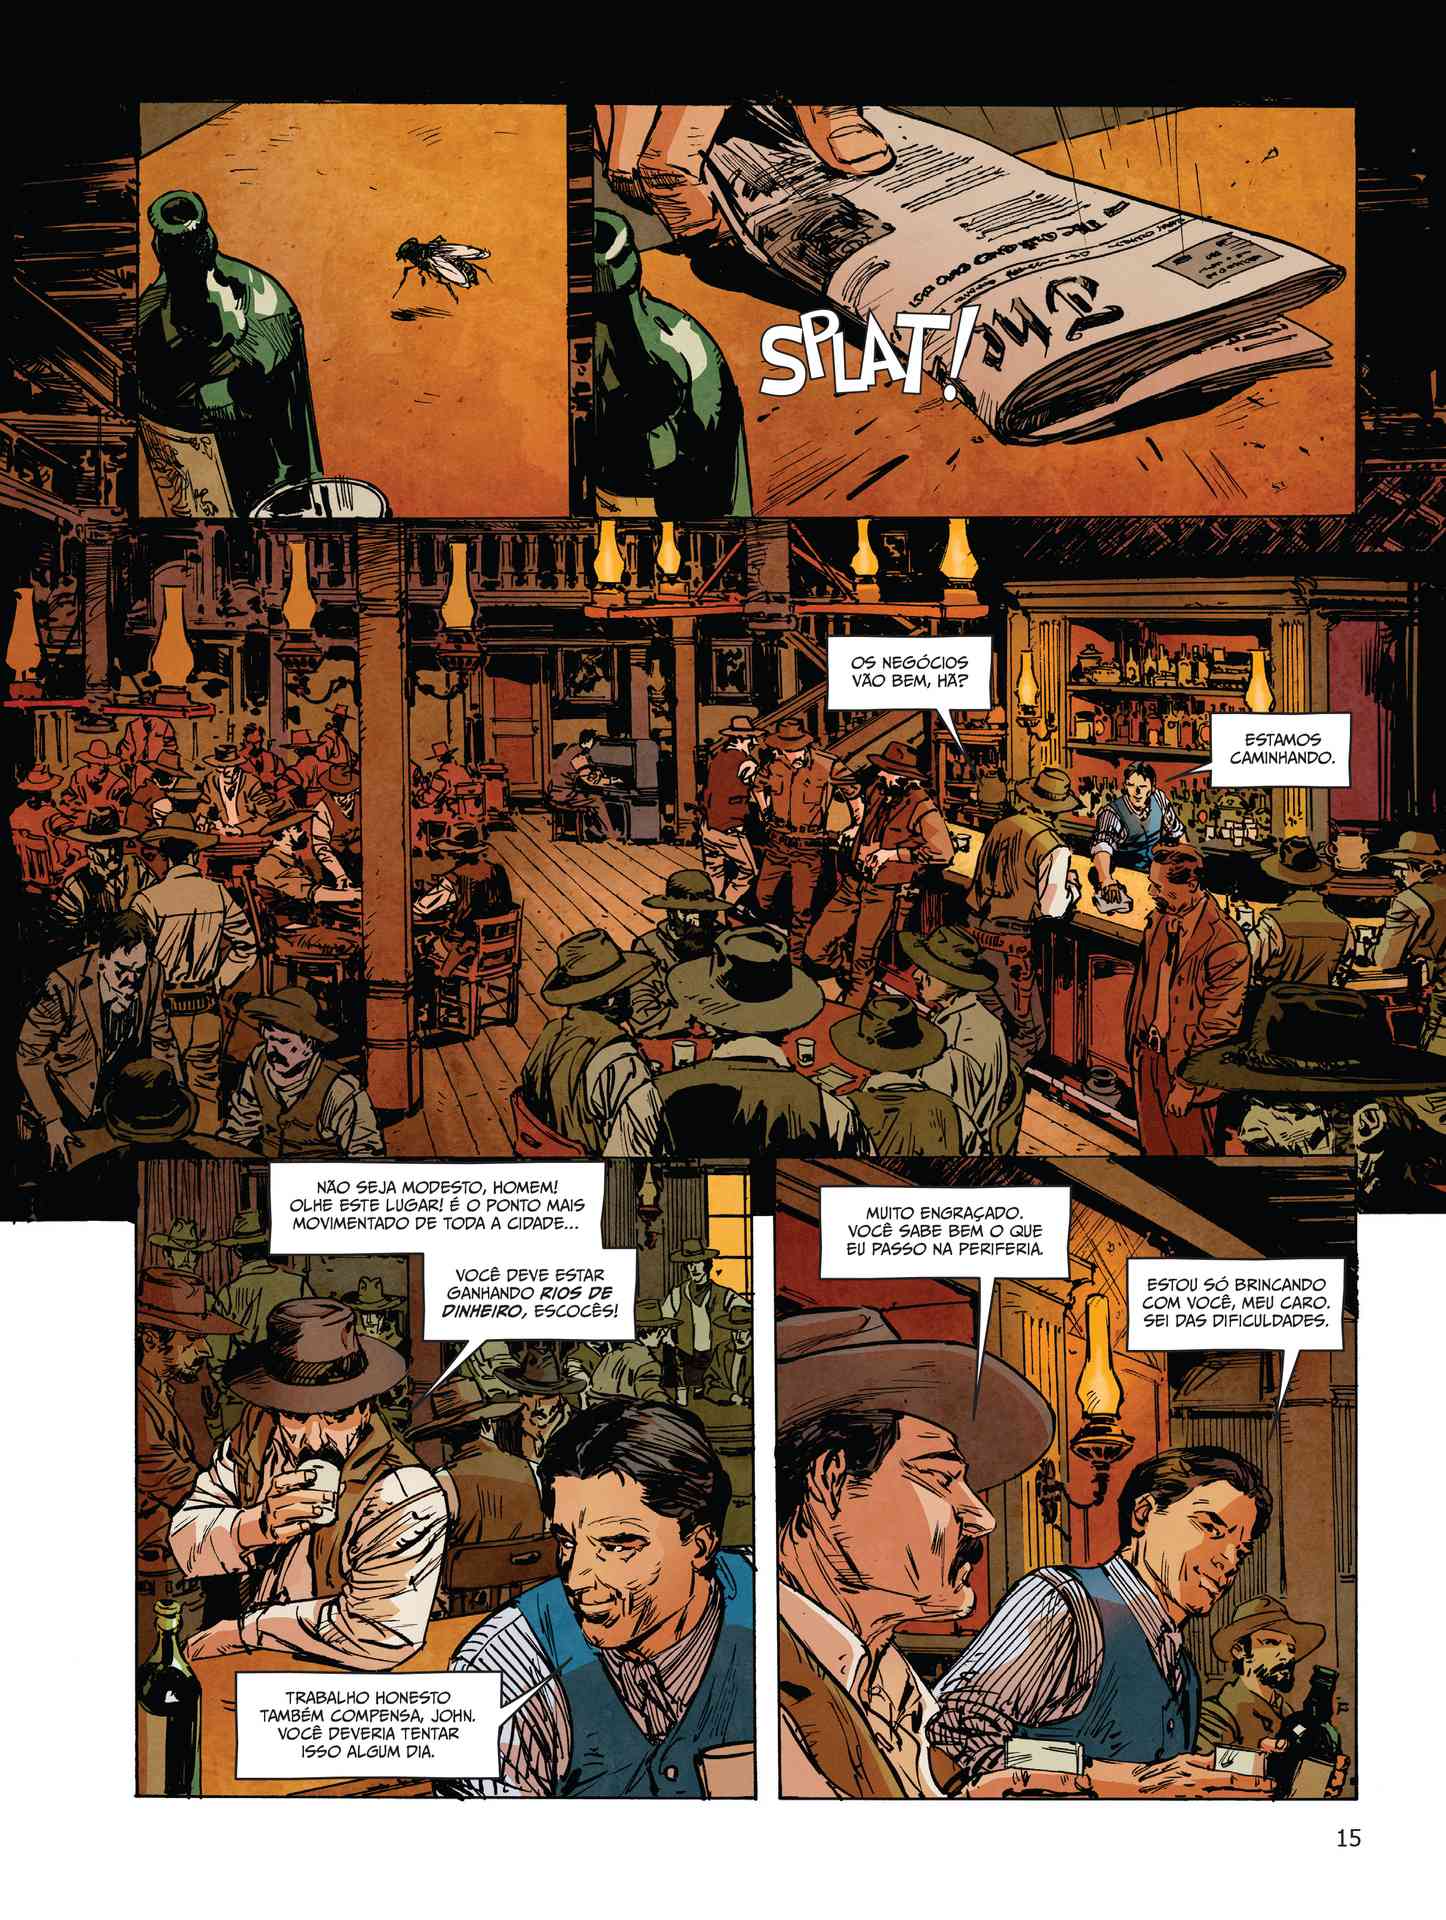 SPLAT!
The
OS NEGÓCIOS
VÃO BEM, HÃ?
ESTAMOS
CAMINHANDO.
NÃO SEJA MODESTO, HOMEM!
OLHE ESTE LUGAR! É O PONTO MAIS
MOVIMENTADO DE TODA A CIDADE...
VOCÊ DEVE ESTAR
GANHANDO RIOS DE
DINHEIRO, ESCOCÊS!
TRABALHO HONESTO
TAMBÉM COMPENSA, JOHN.
VOCÊ DEVERIA TENTAR
ISSO ALGUM DIA.
MUITO ENGRAÇADO.
VOCÊ SABE BEM O QUE
EU PASSO NA PERIFERIA.
ESTOU SÓ BRINCANDO
COM VOCÊ, MEU CARO.
SEI DAS DIFICULDADES.
15